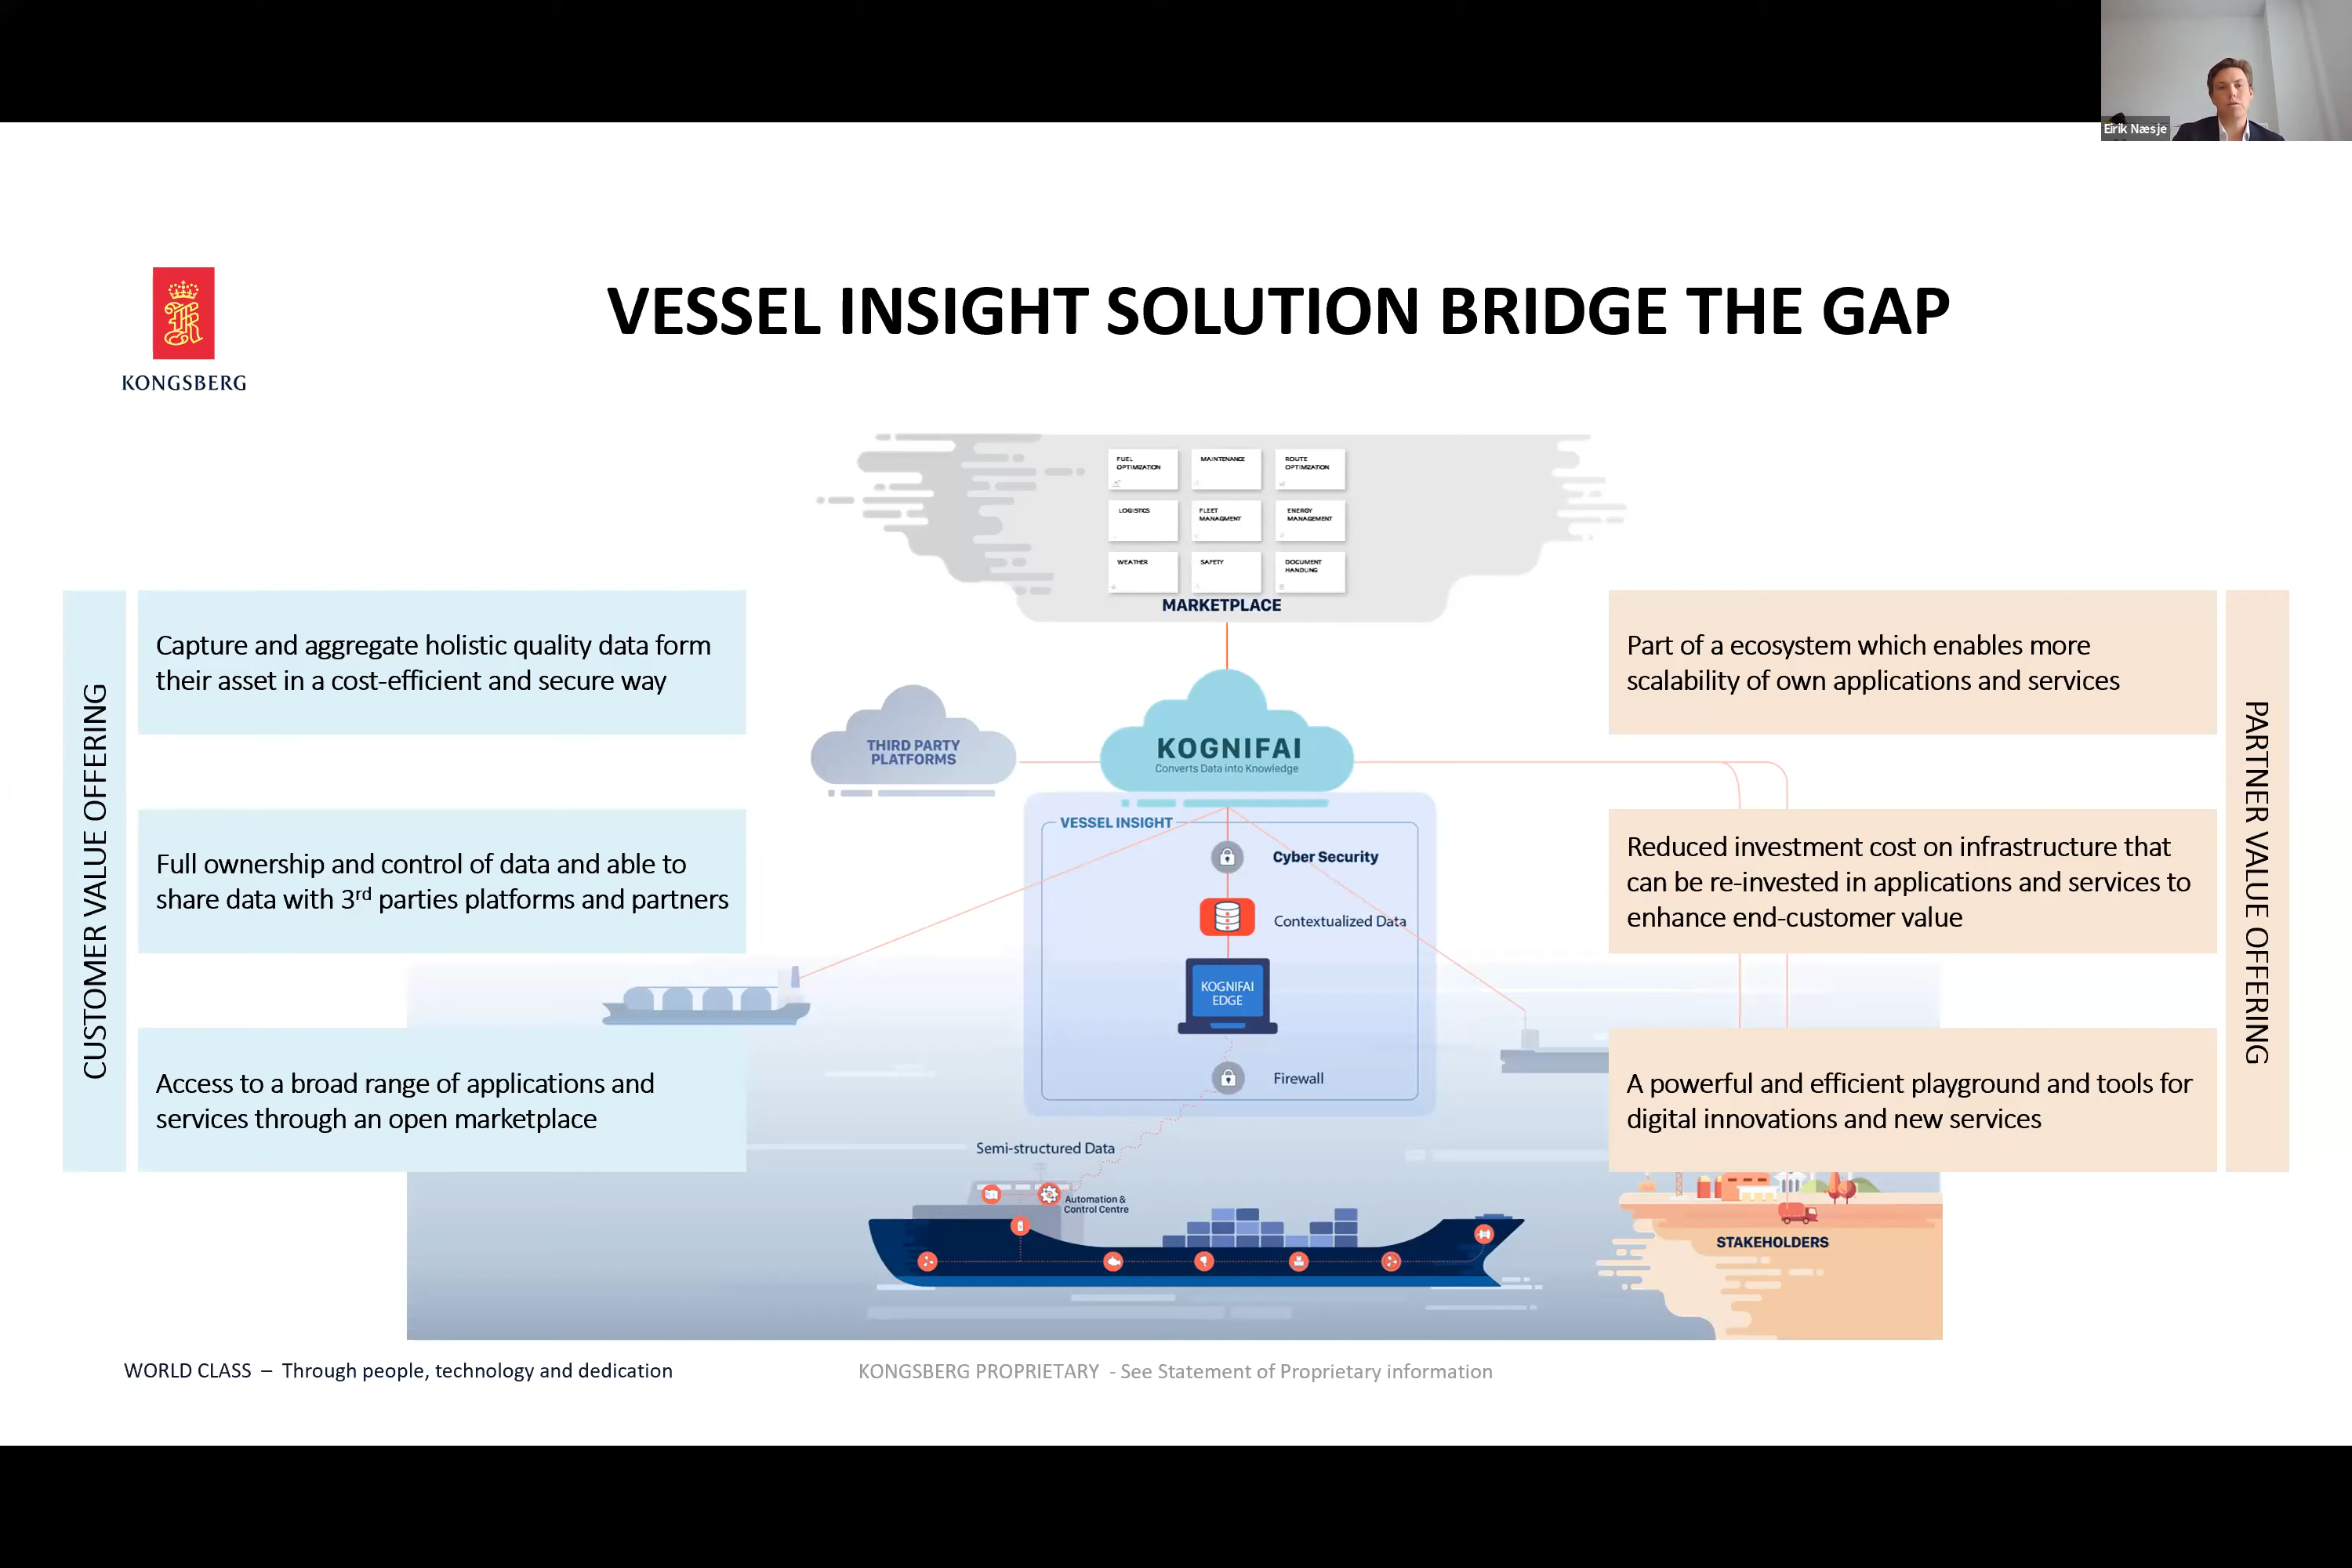 Eirik Næsje
VESSEL INSIGHT SOLUTION BRIDGE THE GAP
KONGSBERG
FUEL
OPTIMIZATION
MAINTENANCE
ROUTE
OPTIMIZATION
LOGISTICS
FLEET
MANAGMENT
ENERGY
MANAGEMENT
WEATHER
SAFETY
DOCUMENT
HANDLING
MARKETPLACE
CUSTOMER VALUE OFFERING
Capture and aggregate holistic quality data form
their asset in a cost-efficient and secure way
Full ownership and control of data and able to
share data with 3rd parties platforms and partners
Access to a broad range of applications and
services through an open marketplace
THIRD PARTY
PLATFORMS
KOGNIFAI
Converts Data into Knowledge
VESSEL INSIGHT
Cyber Security
Contextualized Data
KOGNIFAI
EDGE
Firewall
Semi-structured Data
Automation &
Control Centre
Part of a ecosystem which enables more
scalability of own applications and services
Reduced investment cost on infrastructure that
can be re-invested in applications and services to
enhance end-customer value
A powerful and efficient playground and tools for
digital innovations and new services
PARTNER VALUE OFFERING
STAKEHOLDERS
WORLD CLASS – Through people, technology and dedication
KONGSBERG PROPRIETARY - See Statement of Proprietary information